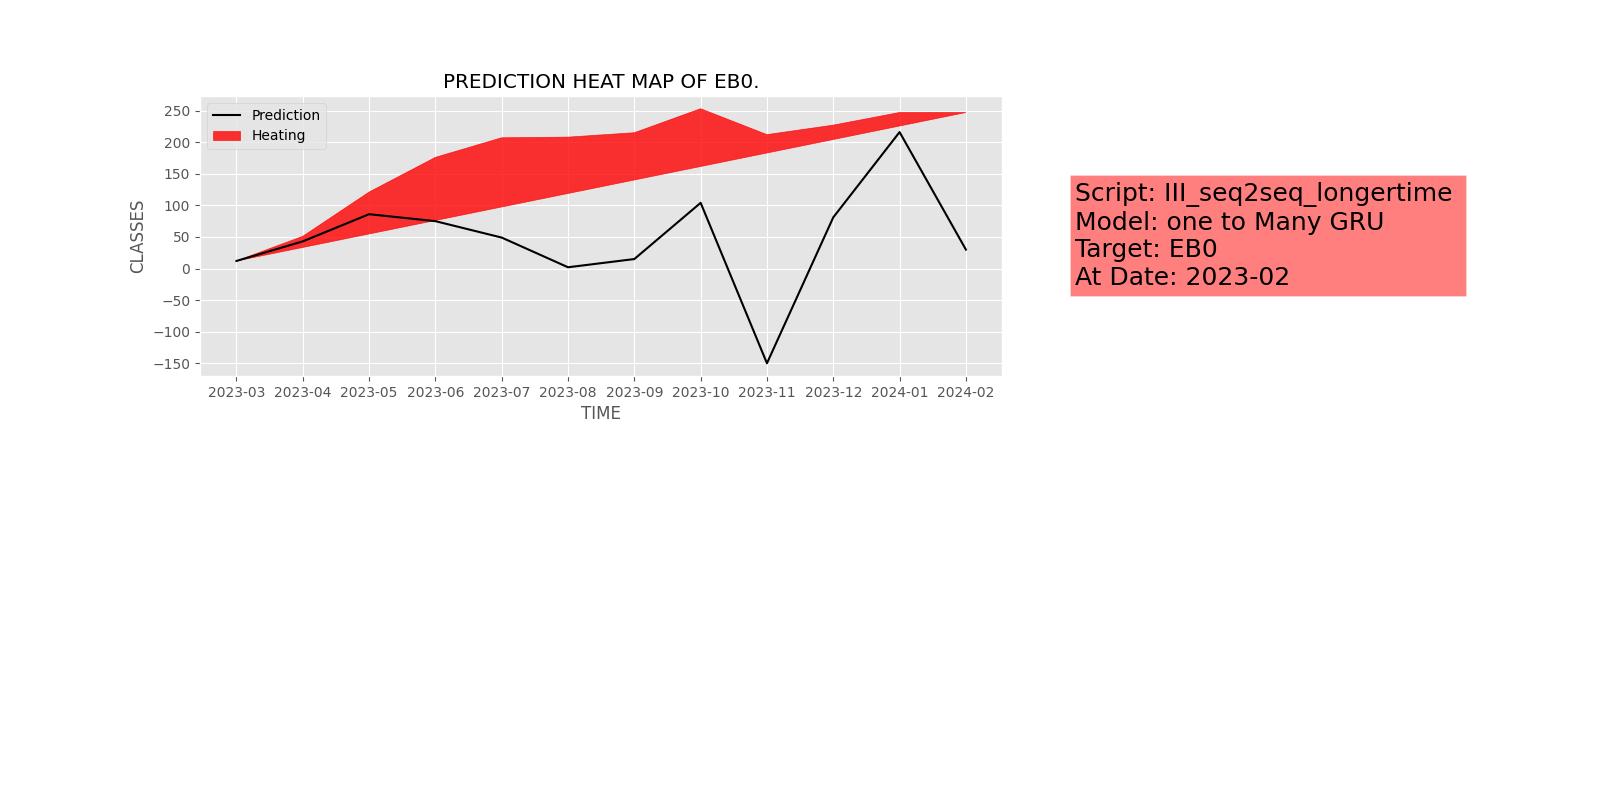 PREDICTION HEAT MAP OF EB0.
Prediction
Heating
CLASSES
250
200
150
100
50
0
−50
−100
−150
2023-03 2023-04 2023-05 2023-06 2023-07 2023-08 2023-09 2023-10 2023-11 2023-12 2024-01 2024-02
TIME
Script: III_seq2seq_longertime
Model: one to Many GRU
Target: EB0
At Date: 2023-02